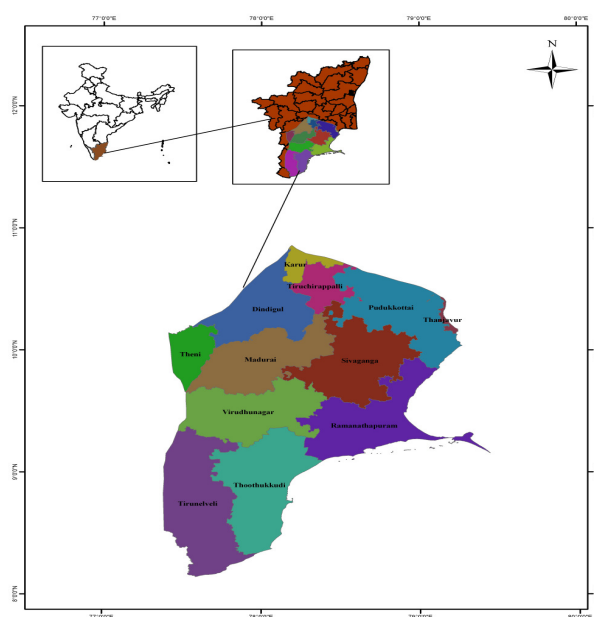 77°0'0"E 78°0'0"E 79°0'0"E 80°0'0"E
N
12°0'0"N
11°0'0"N
Karur
Tiruchirappalli
Dindigul
Pudukkottai
Thanjavur
10°0'0"N
Theni
Madurai
Sivaganga
Virudhunagar
Ramanathapuram
9°0'0"N
Thoothukkudi
Tirunelveli
8°0'0"N
77°0'0"E 78°0'0"E 79°0'0"E 80°0'0"E